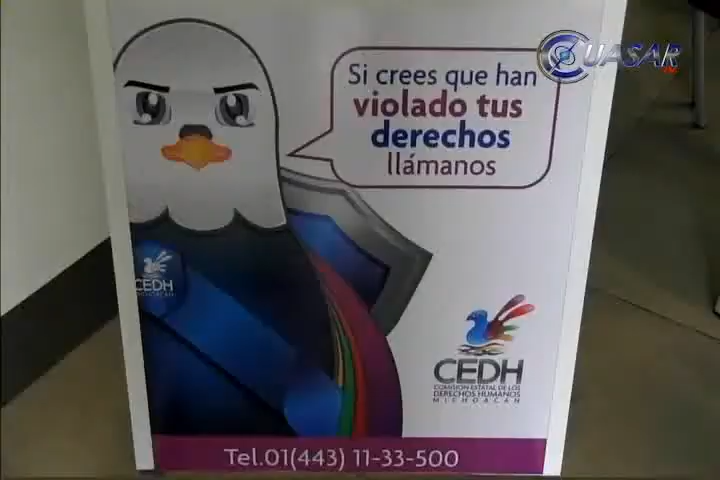 QUASAR
Si crees que han
violado tus
derechos
llámanos
CEDH
MICHOACÁN
CEDH
COMISIÓN ESTATAL DE LOS
DERECHOS HUMANOS
MICHOACÁN
Tel.01(443) 11-33-500